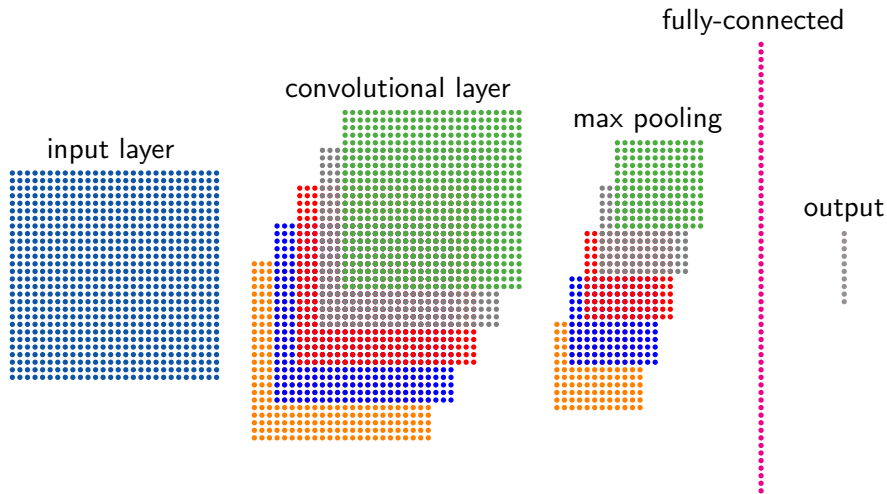 fully-connected
convolutional layer
max pooling
input layer
output